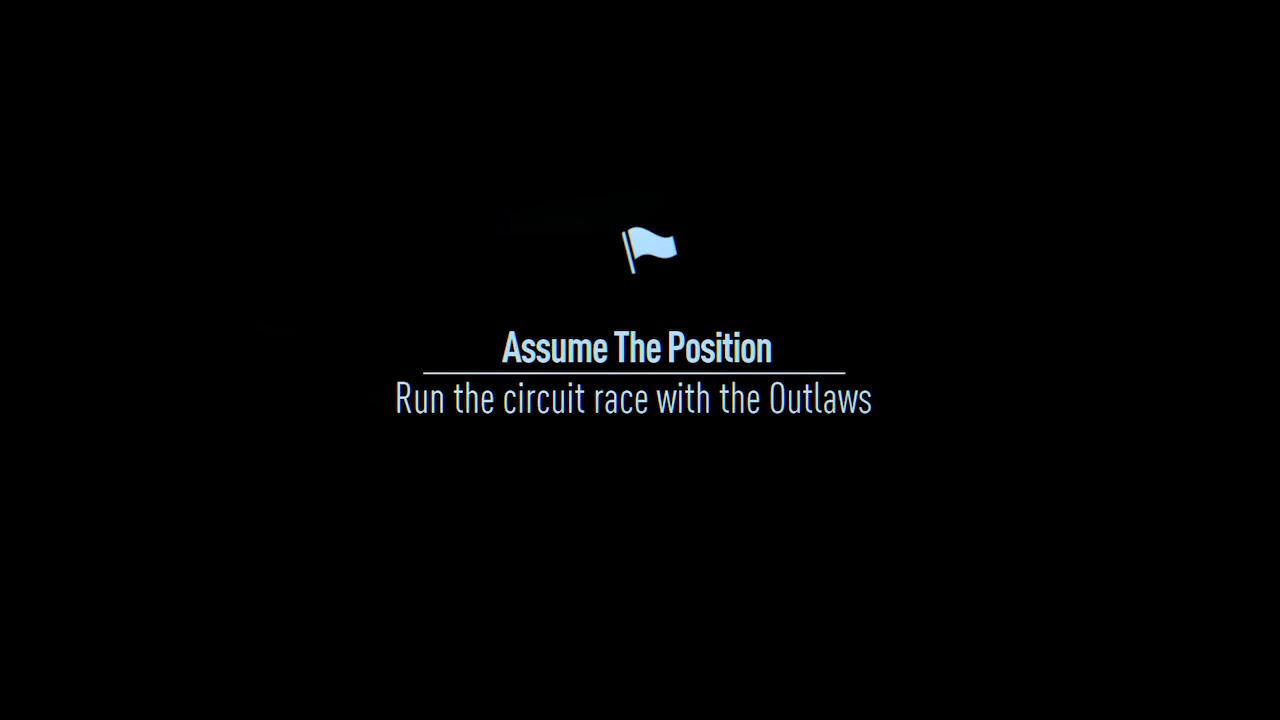 Assume The Position
Run the circuit race with the Outlaws